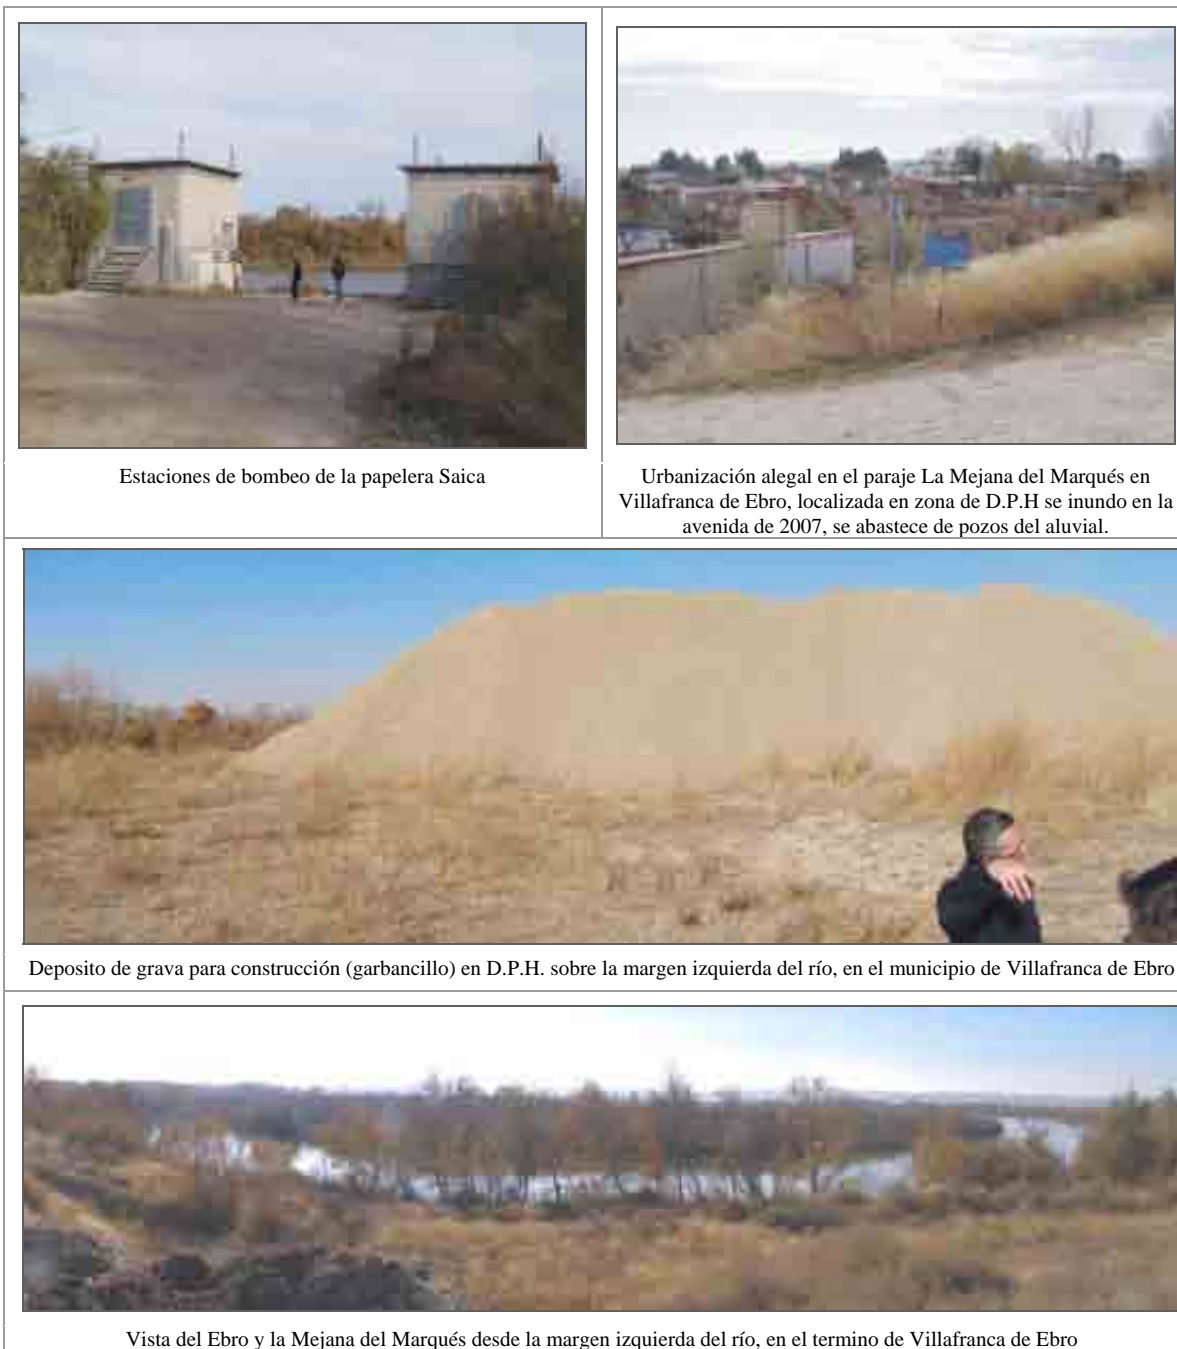 Estaciones de bombeo de la papelera Saica
Urbanización alegal en el paraje La Mejana del Marqués en
Villafranca de Ebro, localizada en zona de D.P.H se inundo en la
avenida de 2007, se abastece de pozos del aluvial.
Deposito de grava para construcción (garbancillo) en D.P.H. sobre la margen izquierda del río, en el municipio de Villafranca de Ebro
Vista del Ebro y la Mejana del Marqués desde la margen izquierda del río, en el termino de Villafranca de Ebro